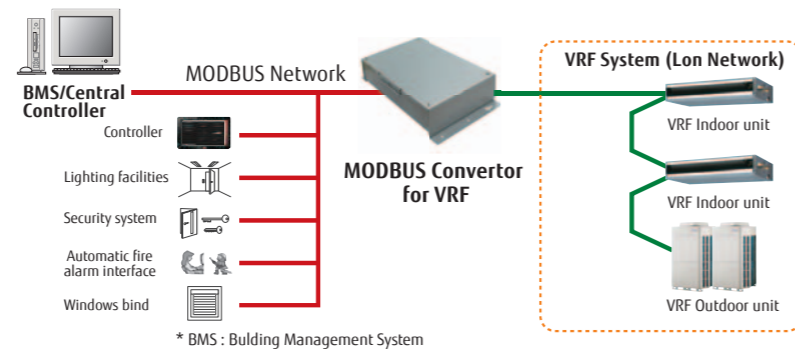 MODBUS Network
BMS/Central
Controller
Controller
Lighting facilities
Security system
Automatic fire
alarm interface
Windows bind
* BMS : Bulding Management System
MODBUS Convertor
for VRF
VRF System (Lon Network)
VRF Indoor unit
VRF Indoor unit
VRF Outdoor unit